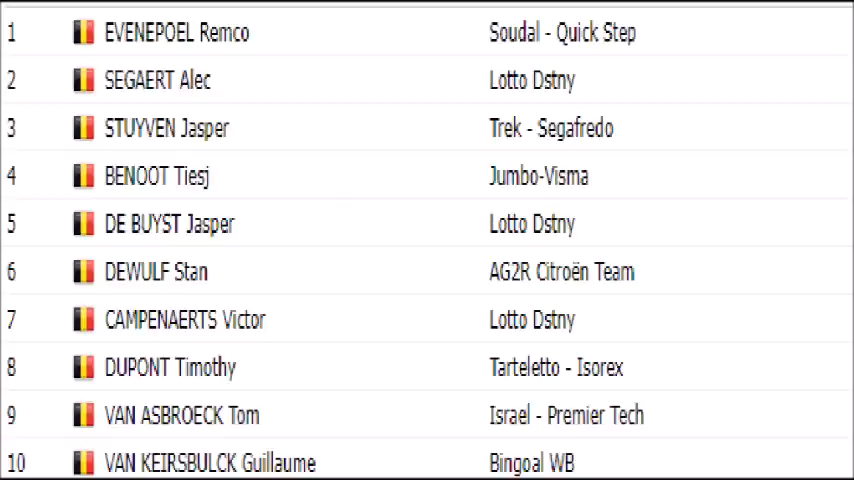 1 EVENEPOEL Remco Soudal - Quick Step
2 SEGAERT Alec Lotto Dstny
3 STUYVEN Jasper Trek - Segafredo
4 BENOOT Tiesj Jumbo-Visma
5 DE BUYST Jasper Lotto Dstny
6 DEWULF Stan AG2R Citroën Team
7 CAMPENAERTS Victor Lotto Dstny
8 DUPONT Timothy Tarteletto - Isorex
9 VAN ASBROECK Tom Israel - Premier Tech
10 VAN KEIRSBULCK Guillaume Bingoal WB